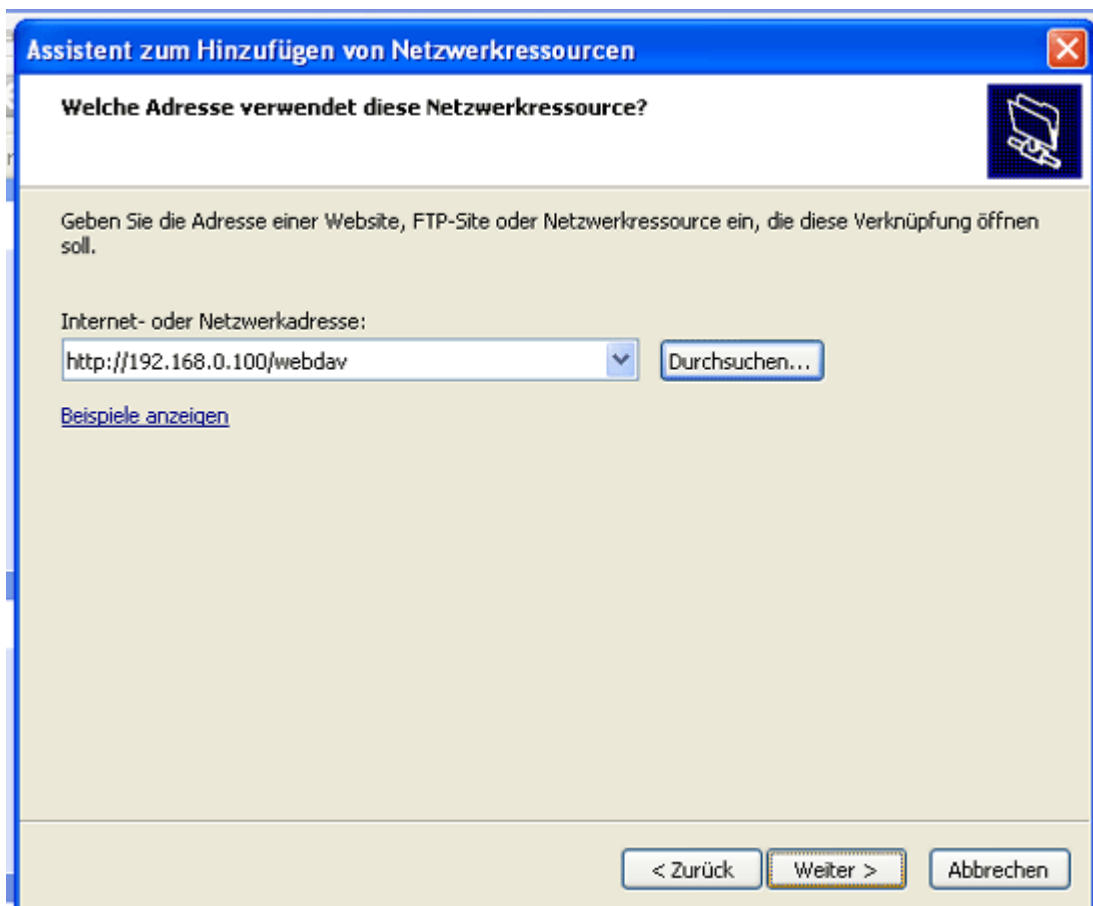 Assistent zum Hinzufügen von Netzwerkressourcen
Welche Adresse verwendet diese Netzwerkressource?
Geben Sie die Adresse einer Website, FTP-Site oder Netzwerkressource ein, die diese Verknüpfung öffnen
soll.
Internet- oder Netzwerkadresse:
http://192.168.0.100/webdav
Durchsuchen...
Beispiele anzeigen
< Zurück
Weiter >
Abbrechen